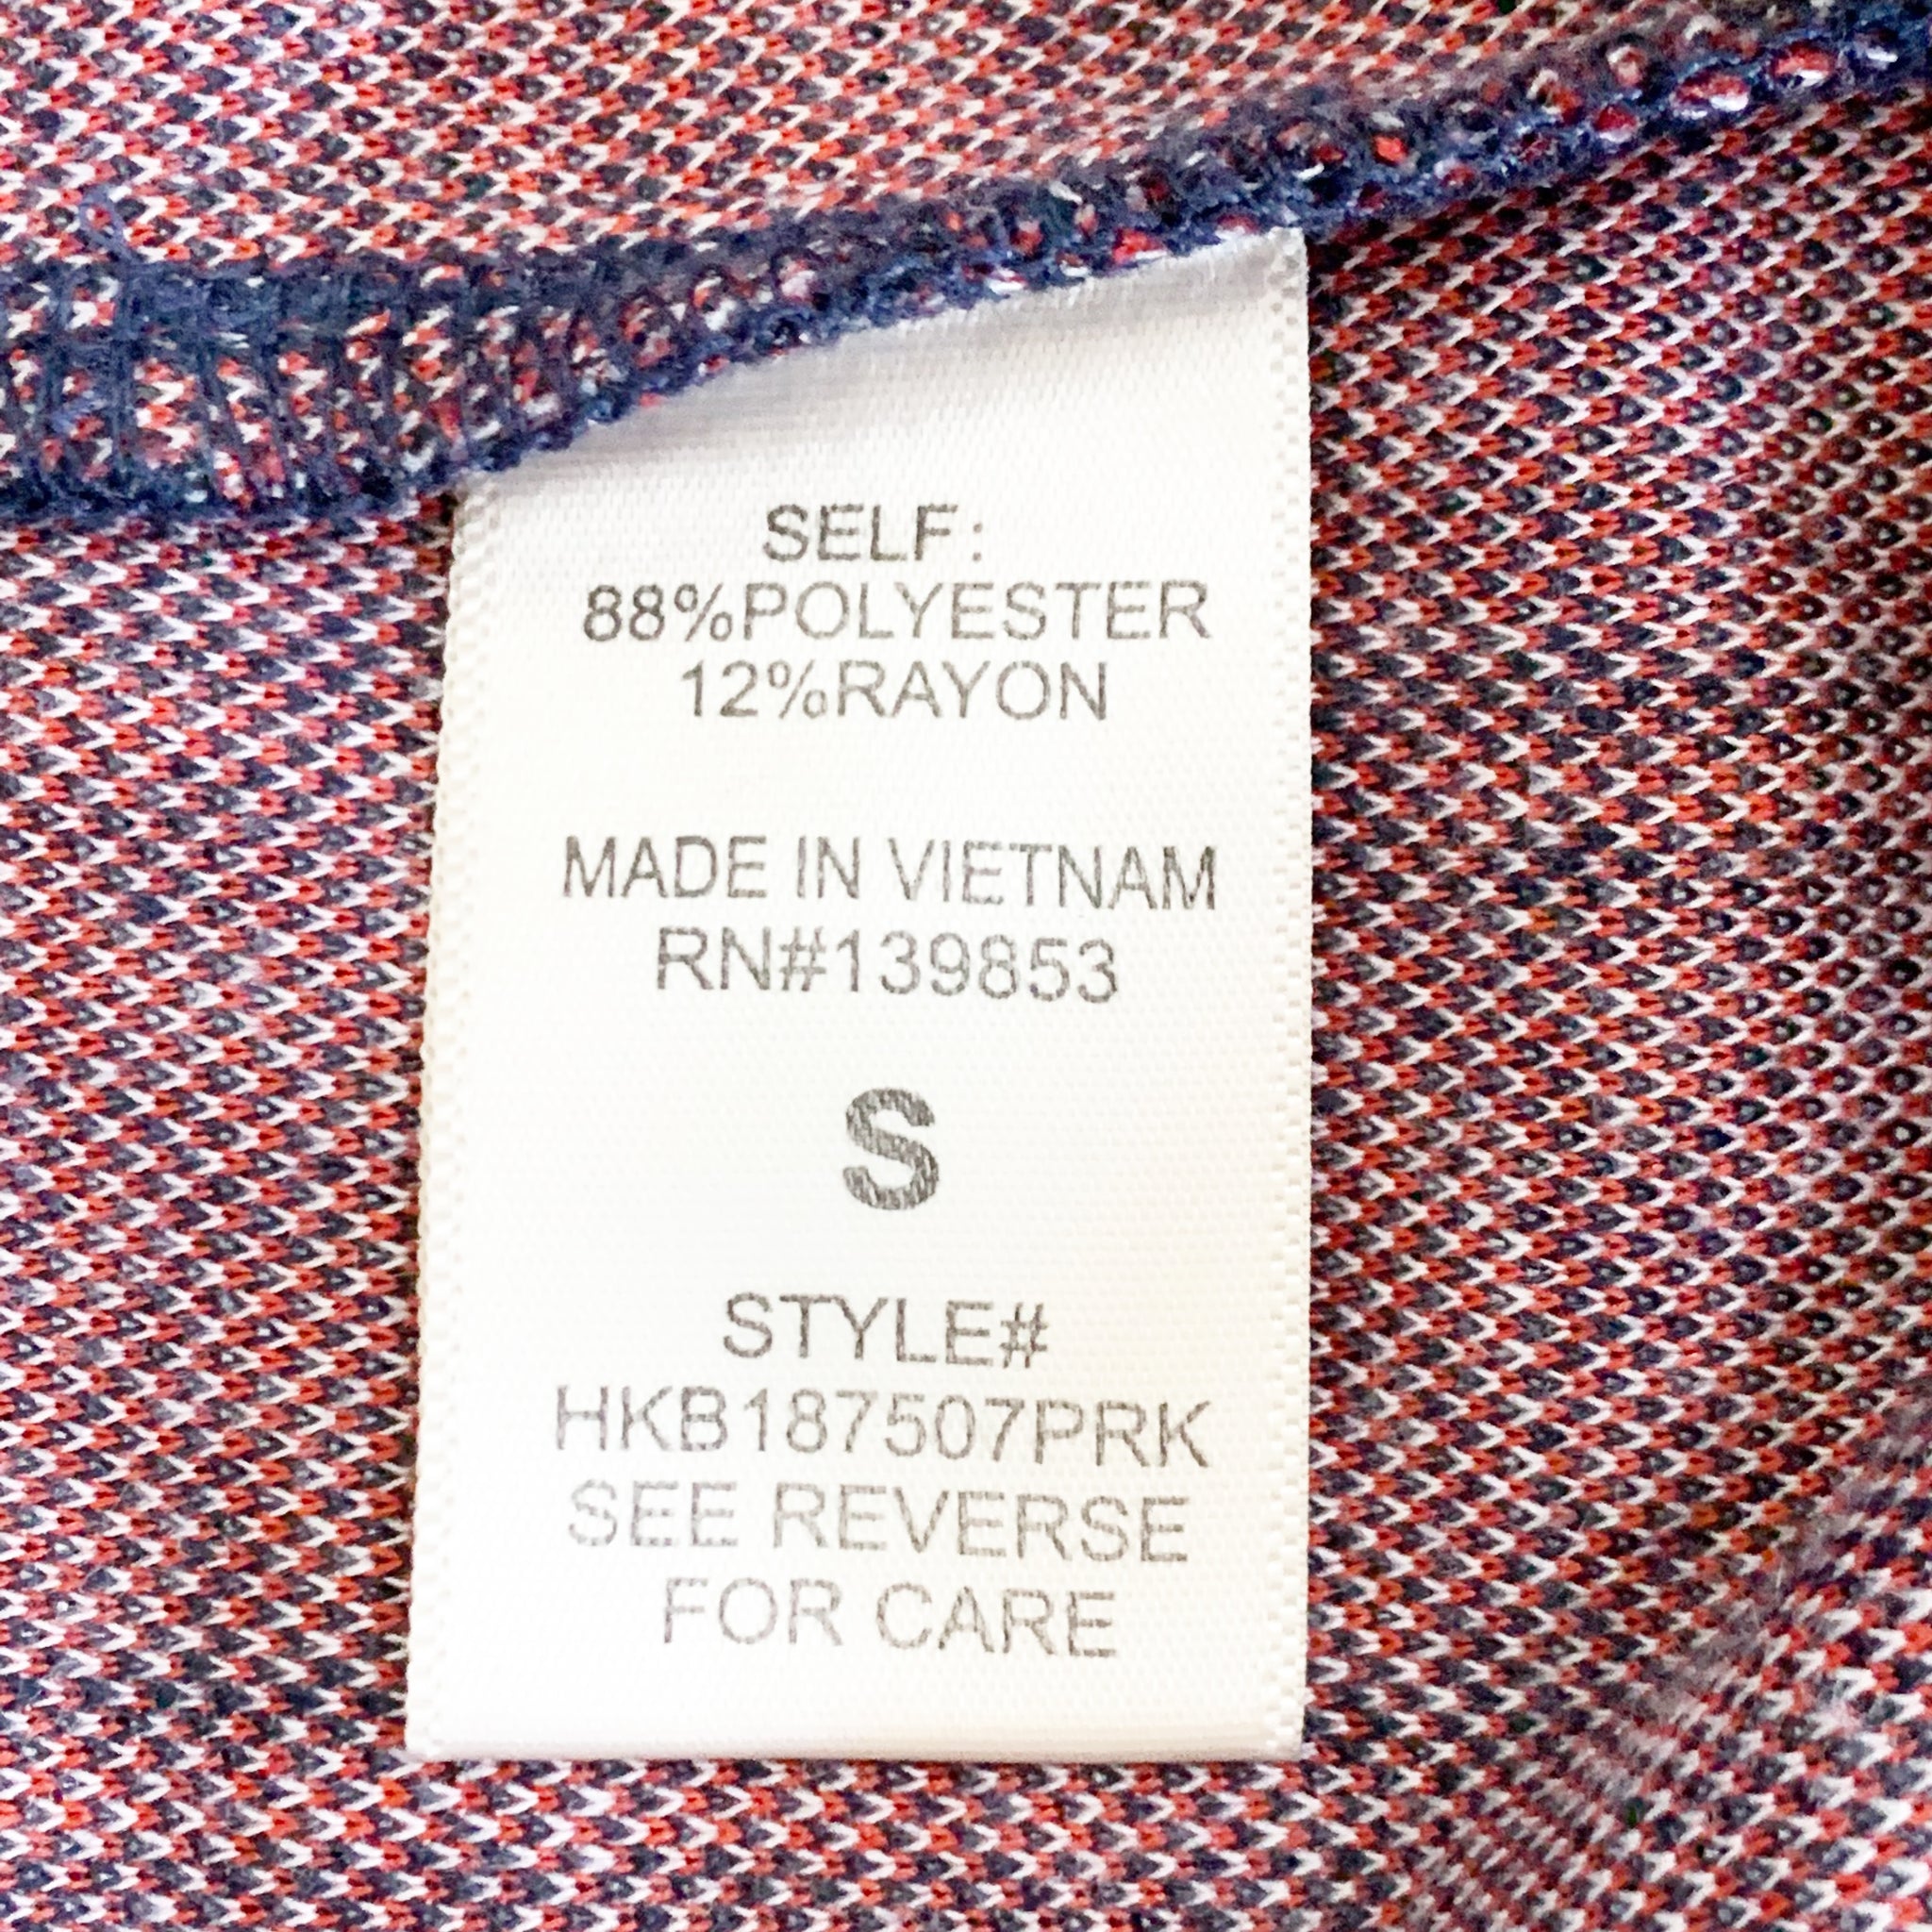 SELF:
88%POLYESTER
12%RAYON
MADE IN VIETNAM
RN#139853
S
STYLE#
HKB187507PRK
SEE REVERSE
FOR CARE